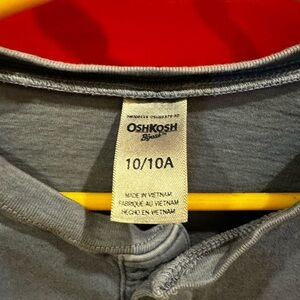 OSHKOSH
B'gosh
10/10A
MADE IN VIETNAM
FABRIQUÉ AU VIETNAM
HECHO EN VIETNAM